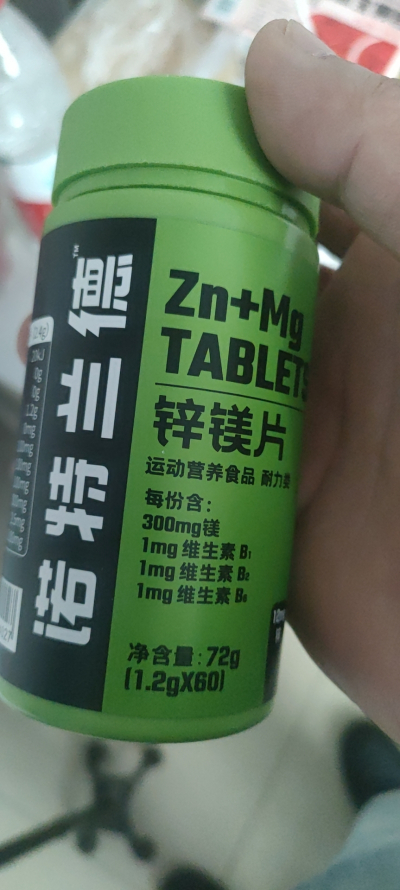 诺特兰德™
Zn+Mg
TABLETS
锌镁片
运动营养食品 耐力类
每份含:
300mg镁
1mg 维生素 B₁
1mg 维生素 B₂
1mg 维生素 B₆
净含量:72g
(1.2gX60)